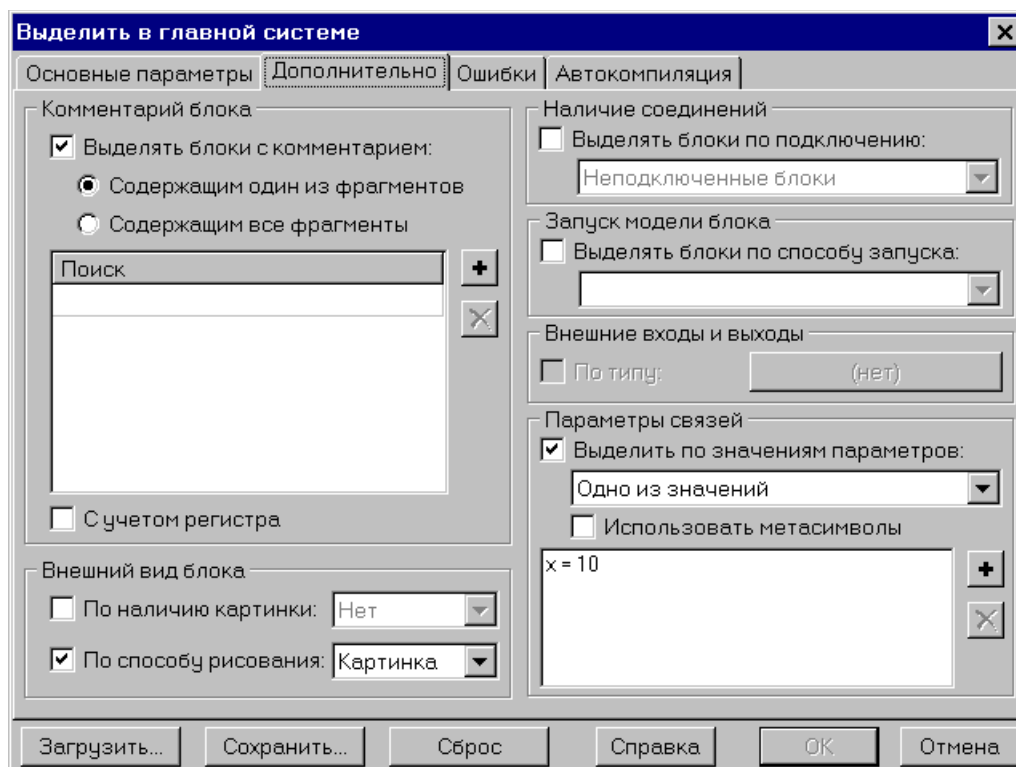 Выделить в главной системе
Основные параметры
Дополнительно
Ошибки
Автокомпиляция
Комментарий блока
Выделять блоки с комментарием:
Содержащим один из фрагментов
Содержащим все фрагменты
Поиск
С учетом регистра
Внешний вид блока
По наличию картинки: Нет
По способу рисования: Картинка
Наличие соединений
Выделять блоки по подключению:
Неподключенные блоки
Запуск модели блока
Выделять блоки по способу запуска:
Внешние входы и выходы
По типу: (нет)
Параметры связей
Выделить по значениям параметров:
Одно из значений
Использовать метасимволы
x = 10
Загрузить... Сохранить... Сброс Справка OK Отмена